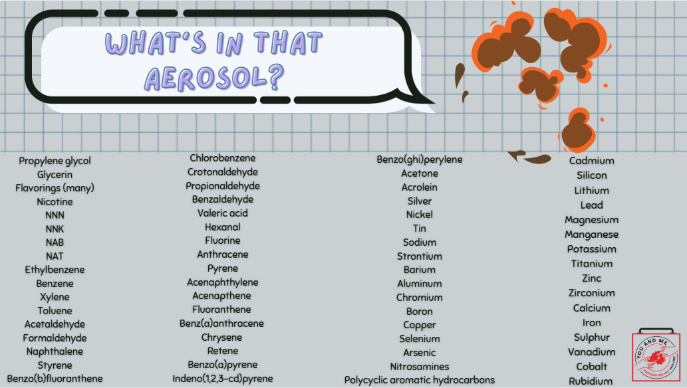 WHAT'S IN THAT
AEROSOL?
Propylene glycol
Glycerin
Flavorings (many)
Nicotine
NNN
NNK
NAB
NAT
Ethylbenzene
Benzene
Xylene
Toluene
Acetaldehyde
Formaldehyde
Naphthalene
Styrene
Benzo(b)fluoranthene
Chlorobenzene
Crotonaldehyde
Propionaldehyde
Benzaldehyde
Valeric acid
Hexanal
Fluorine
Anthracene
Pyrene
Acenaphthylene
Acenapthene
Fluoranthene
Benz(a)anthracene
Chrysene
Retene
Benzo(a)pyrene
Indeno(1,2,3-cd)pyrene
Benzo(ghi)perylene
Acetone
Acrolein
Silver
Nickel
Tin
Sodium
Strontium
Barium
Aluminum
Chromium
Boron
Copper
Selenium
Arsenic
Nitrosamines
Polycyclic aromatic hydrocarbons
Cadmium
Silicon
Lithium
Lead
Magnesium
Manganese
Potassium
Titanium
Zinc
Zirconium
Calcium
Iron
Sulphur
Vanadium
Cobalt
Rubidium
YOU AND ME